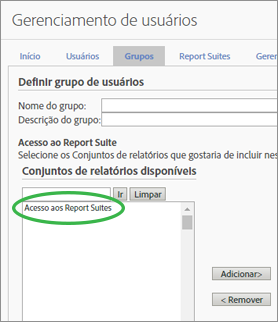 Gerenciamento de usuários
Início Usuários Grupos Report Suites Geren
Definir grupo de usuários
Nome do grupo:
Descrição do grupo:
Acesso ao Report Suite
Selecione os Conjuntos de relatórios que gostaria de incluir nes
Conjuntos de relatórios disponíveis
Ir Limpar
Acesso aos Report Suites
Adicionar>
< Remover